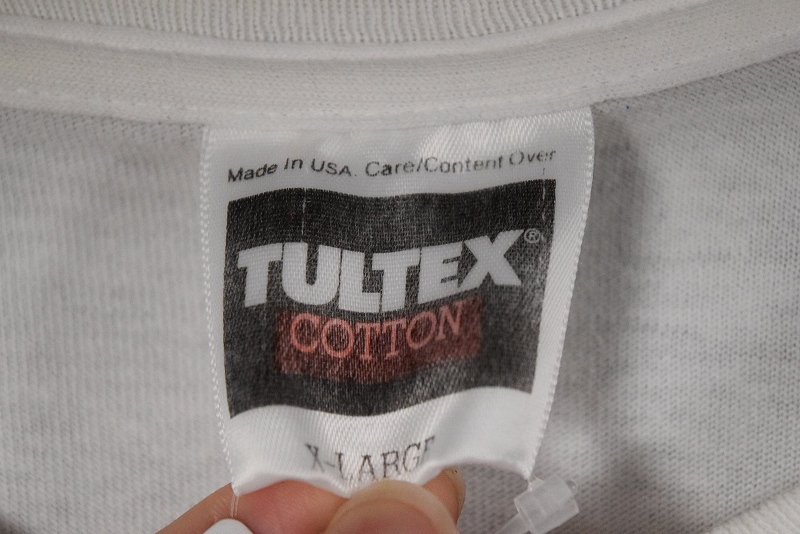 Made In USA. Care/Content Over
TULTEX®
COTTON
X-LARGE